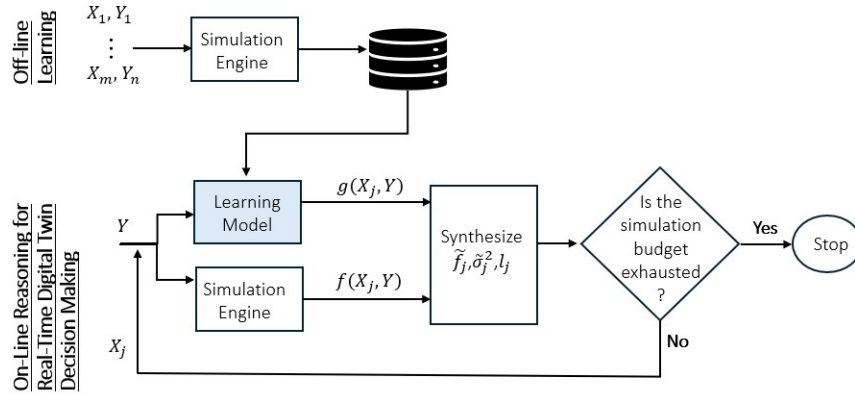 Off-line
Learning
X₁, Y₁
⋮
Xₘ, Yₙ
Simulation
Engine
On-Line Reasoning for
Real-Time Digital Twin
Decision Making
Y
Xⱼ
Learning
Model
g(Xⱼ, Y)
Simulation
Engine
f(Xⱼ, Y)
Synthesize
f̃ⱼ,σ̃ⱼ²,lⱼ
Is the
simulation
budget
exhausted
?
Yes
Stop
No